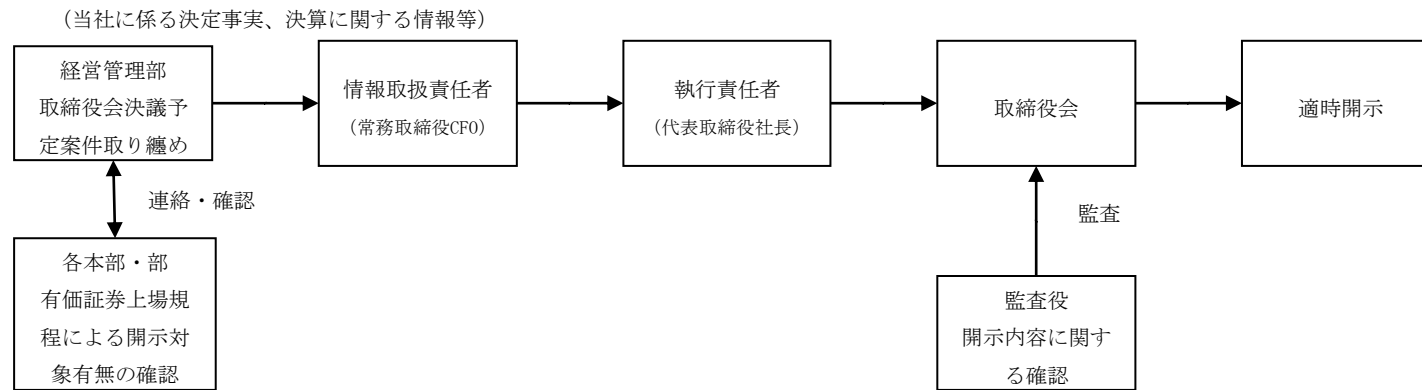 (当社に係る決定事実、決算に関する情報等)
経営管理部
取締役会決議予
定案件取り纏め
情報取扱責任者
(常務取締役CFO)
執行責任者
(代表取締役社長)
取締役会
適時開示
連絡・確認
監査
各本部・部
有価証券上場規
程による開示対
象有無の確認
監査役
開示内容に関す
る確認